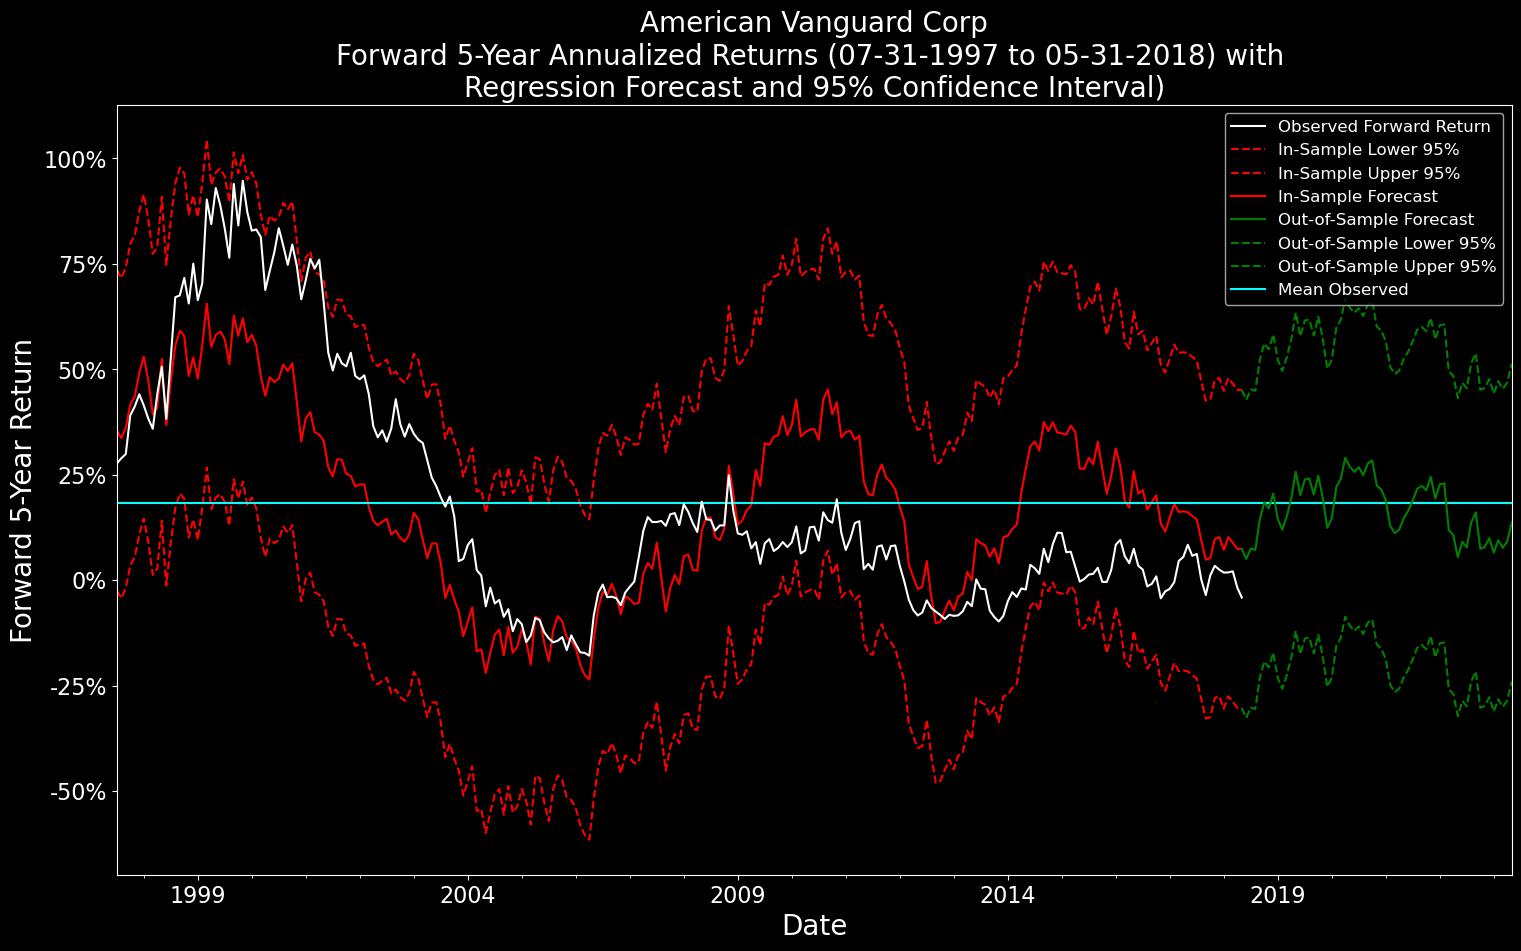 American Vanguard Corp
Forward 5-Year Annualized Returns (07-31-1997 to 05-31-2018) with
Regression Forecast and 95% Confidence Interval)
Observed Forward Return
In-Sample Lower 95%
In-Sample Upper 95%
In-Sample Forecast
Out-of-Sample Forecast
Out-of-Sample Lower 95%
Out-of-Sample Upper 95%
Mean Observed
Forward 5-Year Return
100%
75%
50%
25%
0%
-25%
-50%
1999
2004
2009
2014
2019
Date